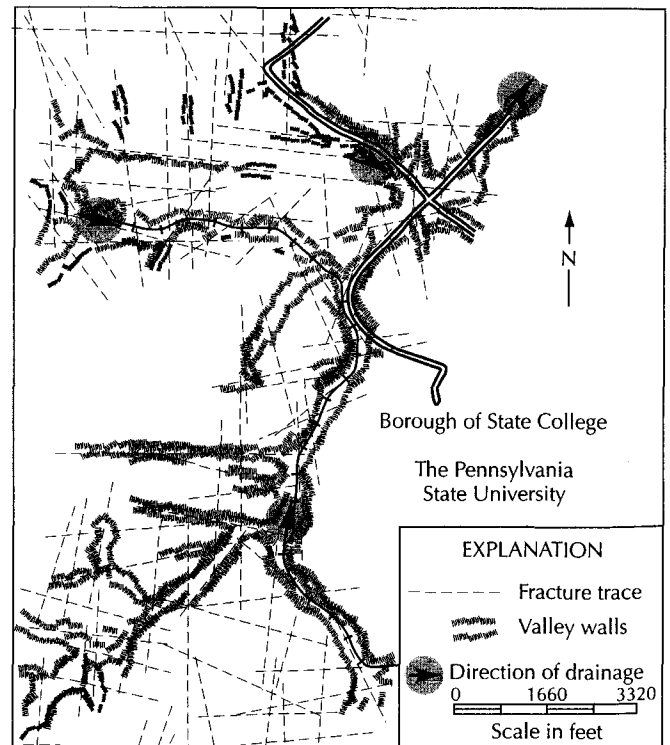 N
Borough of State College
The Pennsylvania
State University
EXPLANATION
Fracture trace
Valley walls
Direction of drainage
0 1660 3320
Scale in feet